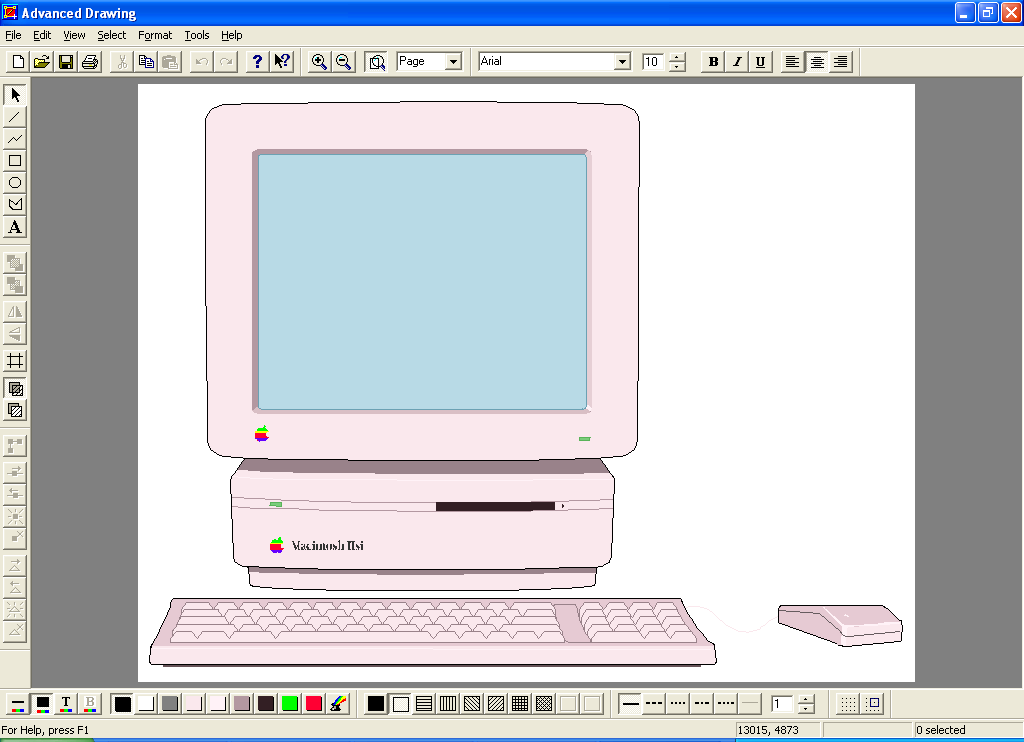 Advanced Drawing
File Edit View Select Format Tools Help
Page Arial 10 B I U
A
Macintosh IIsi
T B 1
For Help, press F1 13015, 4873 0 selected